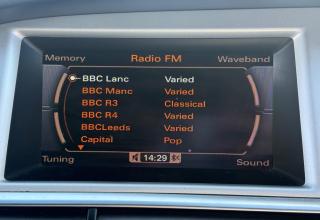 Memory Radio FM Waveband
BBC Lanc Varied
BBC Manc Varied
BBC R3 Classical
BBC R4 Varied
BBCLeeds Varied
Capital Pop
Tuning 14:29 Sound